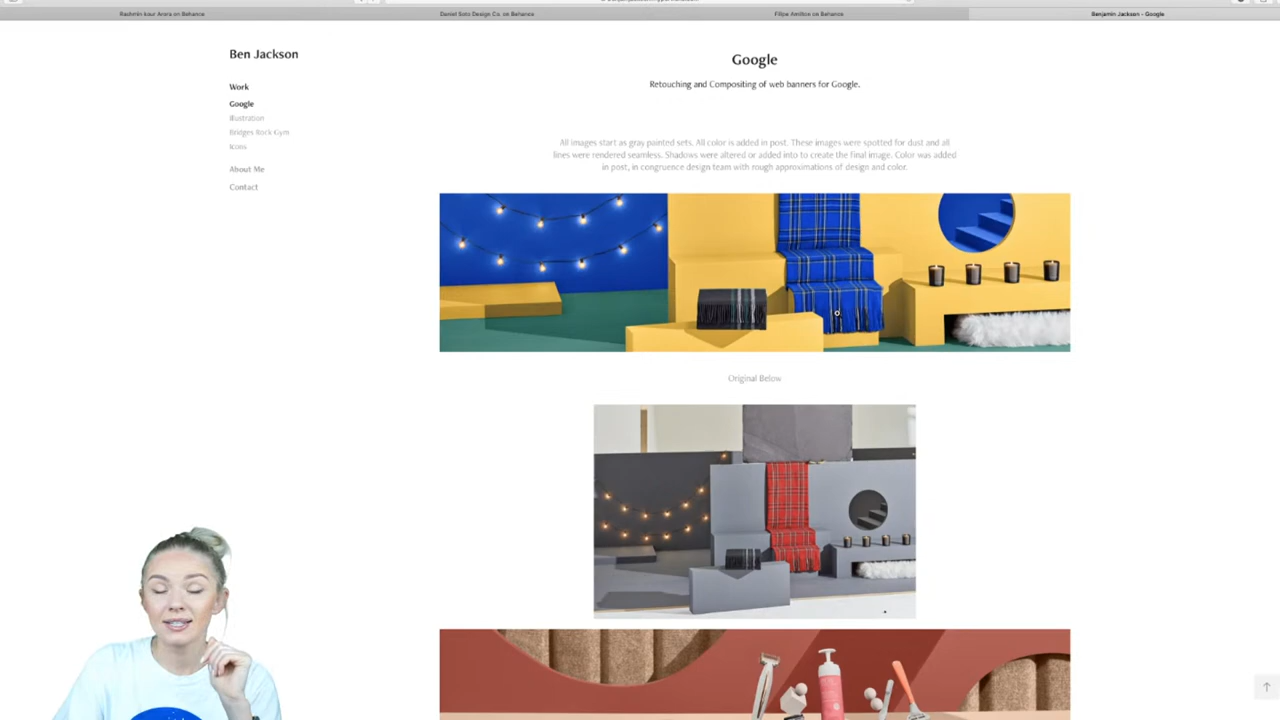 Rashmin kour Arora on Behance
Daniel Soto Design Co. on Behance
Filipe Amilton on Behance
Benjamin Jackson - Google
Ben Jackson
Work
Google
Illustration
Bridges Rock Gym
Icons
About Me
Contact
Google
Retouching and Compositing of web banners for Google.
All images start as gray painted sets. All color is added in post. These images were spotted for dust and all
lines were rendered seamless. Shadows were altered or added into to create the final image. Color was added
in post, in congruence design team with rough approximations of design and color.
Original Below